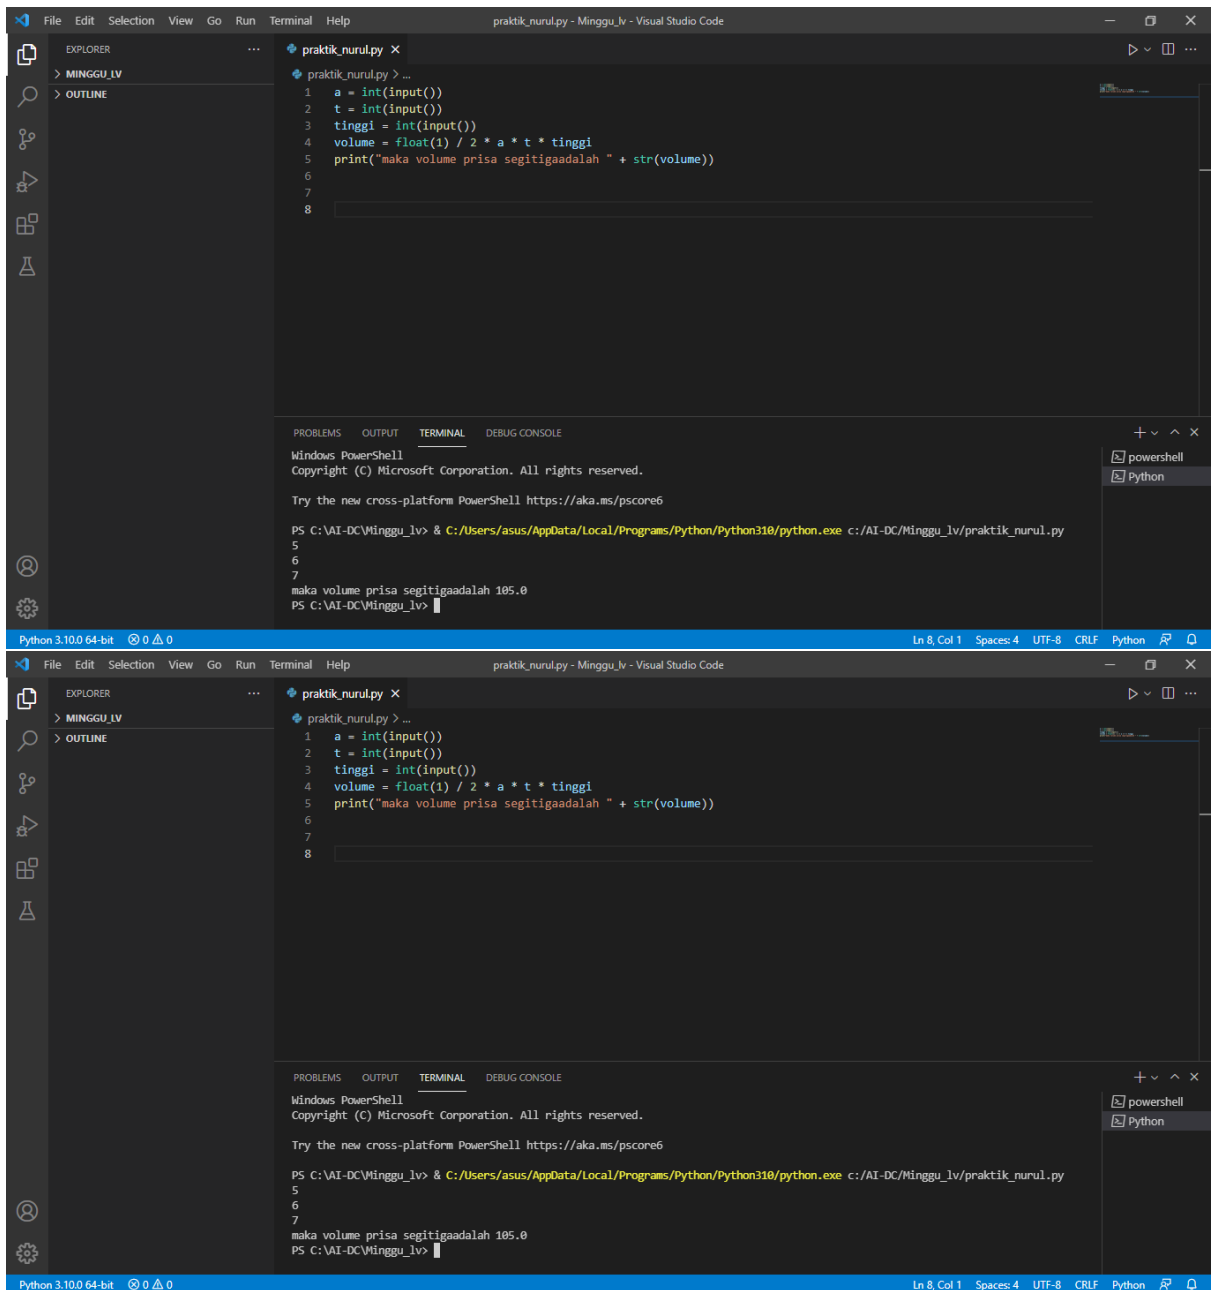 File Edit Selection View Go Run Terminal Help praktik_nurul.py - Minggu_lv - Visual Studio Code
EXPLORER ... praktik_nurul.py
MINGGU_LV
OUTLINE
praktik_nurul.py > ...
1 a = int(input())
2 t = int(input())
3 tinggi = int(input())
4 volume = float(1) / 2 * a * t * tinggi
5 print("maka volume prisa segitigaadalah " + str(volume))
6
7
8
PROBLEMS OUTPUT TERMINAL DEBUG CONSOLE
powershell
Python
Windows PowerShell
Copyright (C) Microsoft Corporation. All rights reserved.
Try the new cross-platform PowerShell https://aka.ms/pscore6
PS C:\AI-DC\Minggu_lv> & C:/Users/asus/AppData/Local/Programs/Python/Python310/python.exe c:/AI-DC/Minggu_lv/praktik_nurul.py
5
6
7
maka volume prisa segitigaadalah 105.0
PS C:\AI-DC\Minggu_lv>
Python 3.10.0 64-bit 0 0 Ln 8, Col 1 Spaces: 4 UTF-8 CRLF Python
File Edit Selection View Go Run Terminal Help praktik_nurul.py - Minggu_lv - Visual Studio Code
EXPLORER ... praktik_nurul.py
MINGGU_LV
OUTLINE
praktik_nurul.py > ...
1 a = int(input())
2 t = int(input())
3 tinggi = int(input())
4 volume = float(1) / 2 * a * t * tinggi
5 print("maka volume prisa segitigaadalah " + str(volume))
6
7
8
PROBLEMS OUTPUT TERMINAL DEBUG CONSOLE
powershell
Python
Windows PowerShell
Copyright (C) Microsoft Corporation. All rights reserved.
Try the new cross-platform PowerShell https://aka.ms/pscore6
PS C:\AI-DC\Minggu_lv> & C:/Users/asus/AppData/Local/Programs/Python/Python310/python.exe c:/AI-DC/Minggu_lv/praktik_nurul.py
5
6
7
maka volume prisa segitigaadalah 105.0
PS C:\AI-DC\Minggu_lv>
Python 3.10.0 64-bit 0 0 Ln 8, Col 1 Spaces: 4 UTF-8 CRLF Python